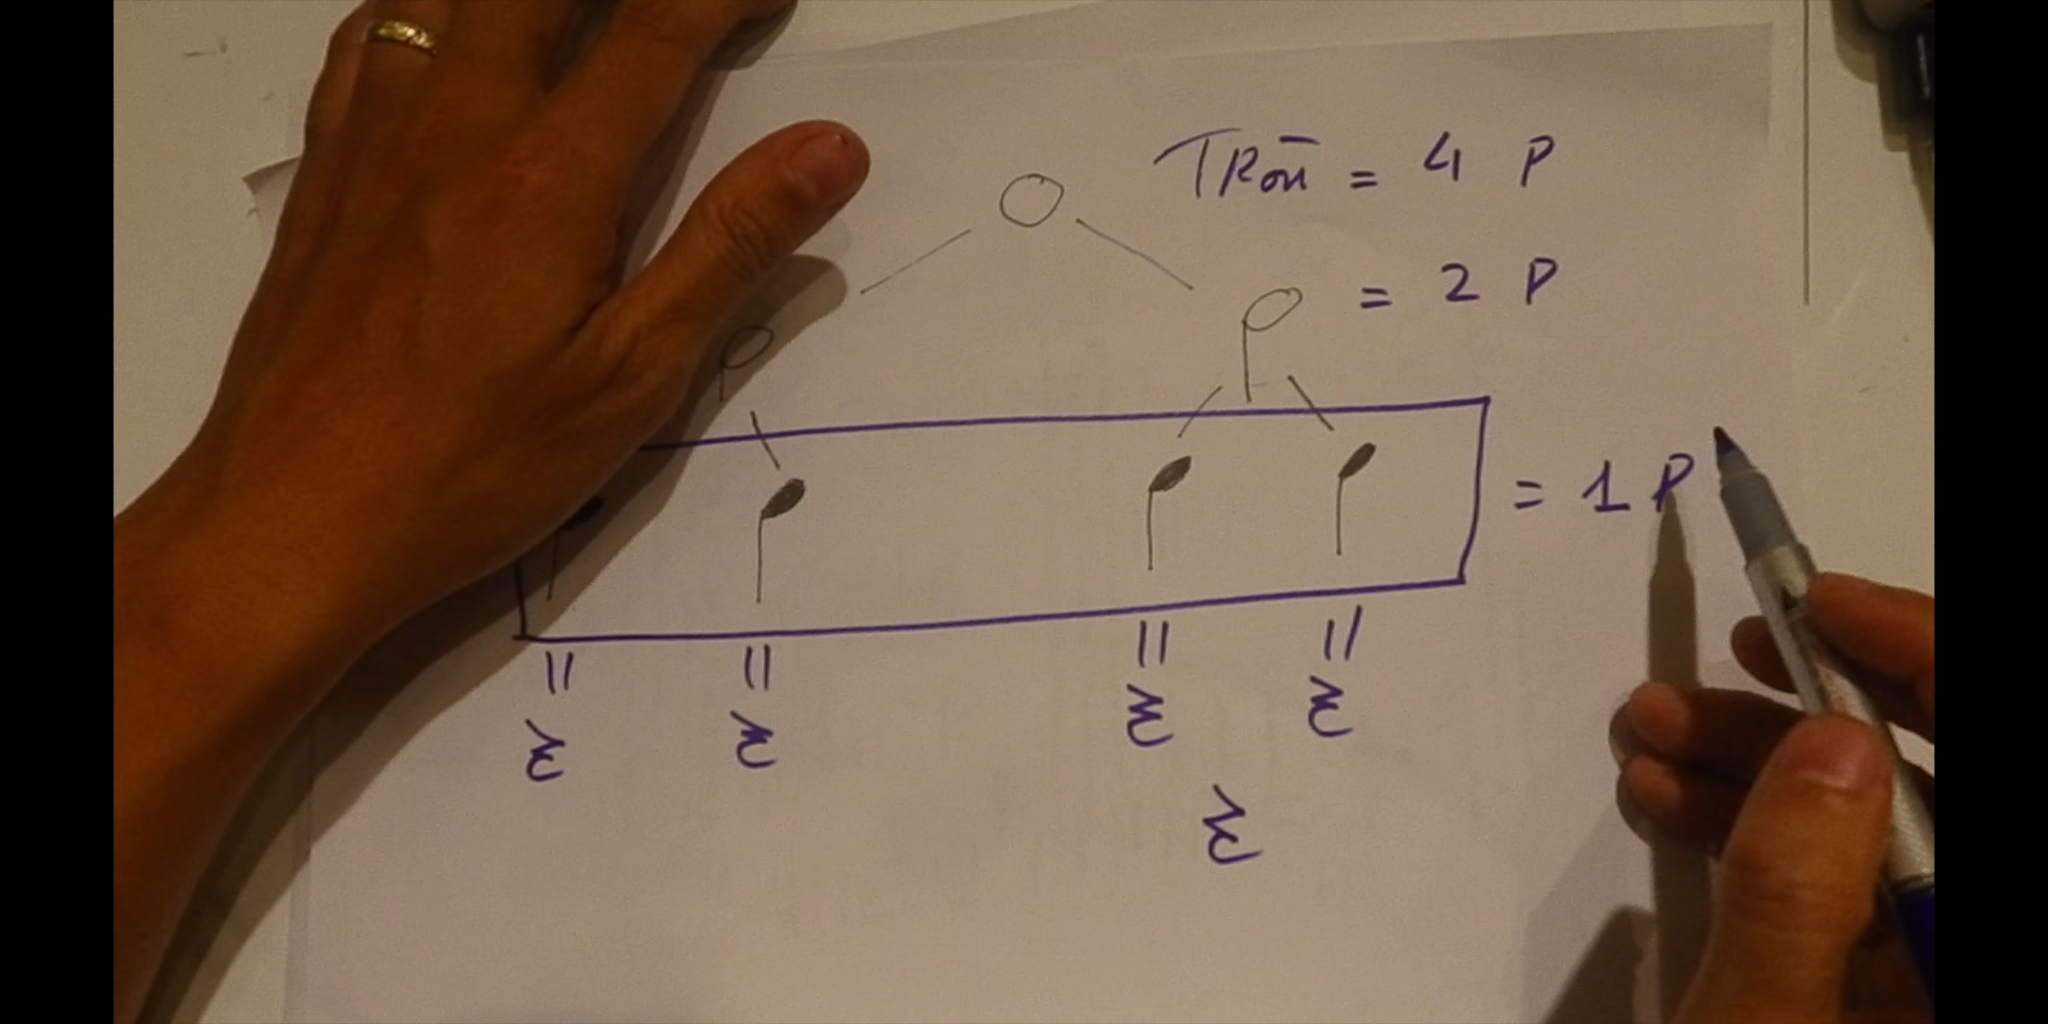 TRÒN = 4 P
= 2 P
= 1 P